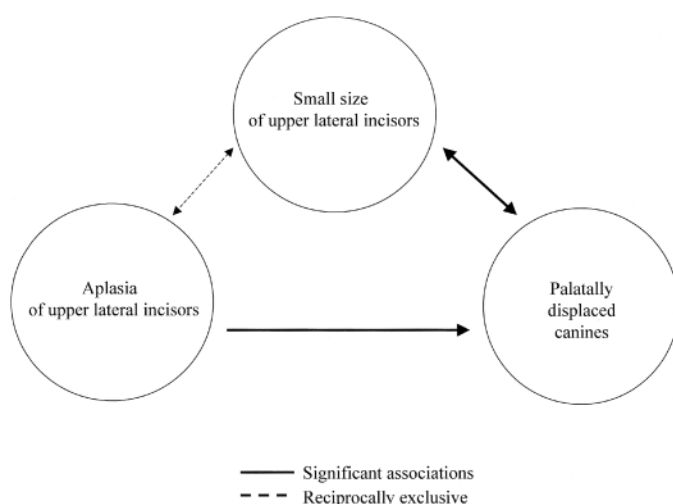 Small size
of upper lateral incisors
Aplasia
of upper lateral incisors
Palatally
displaced
canines
Significant associations
Reciprocally exclusive